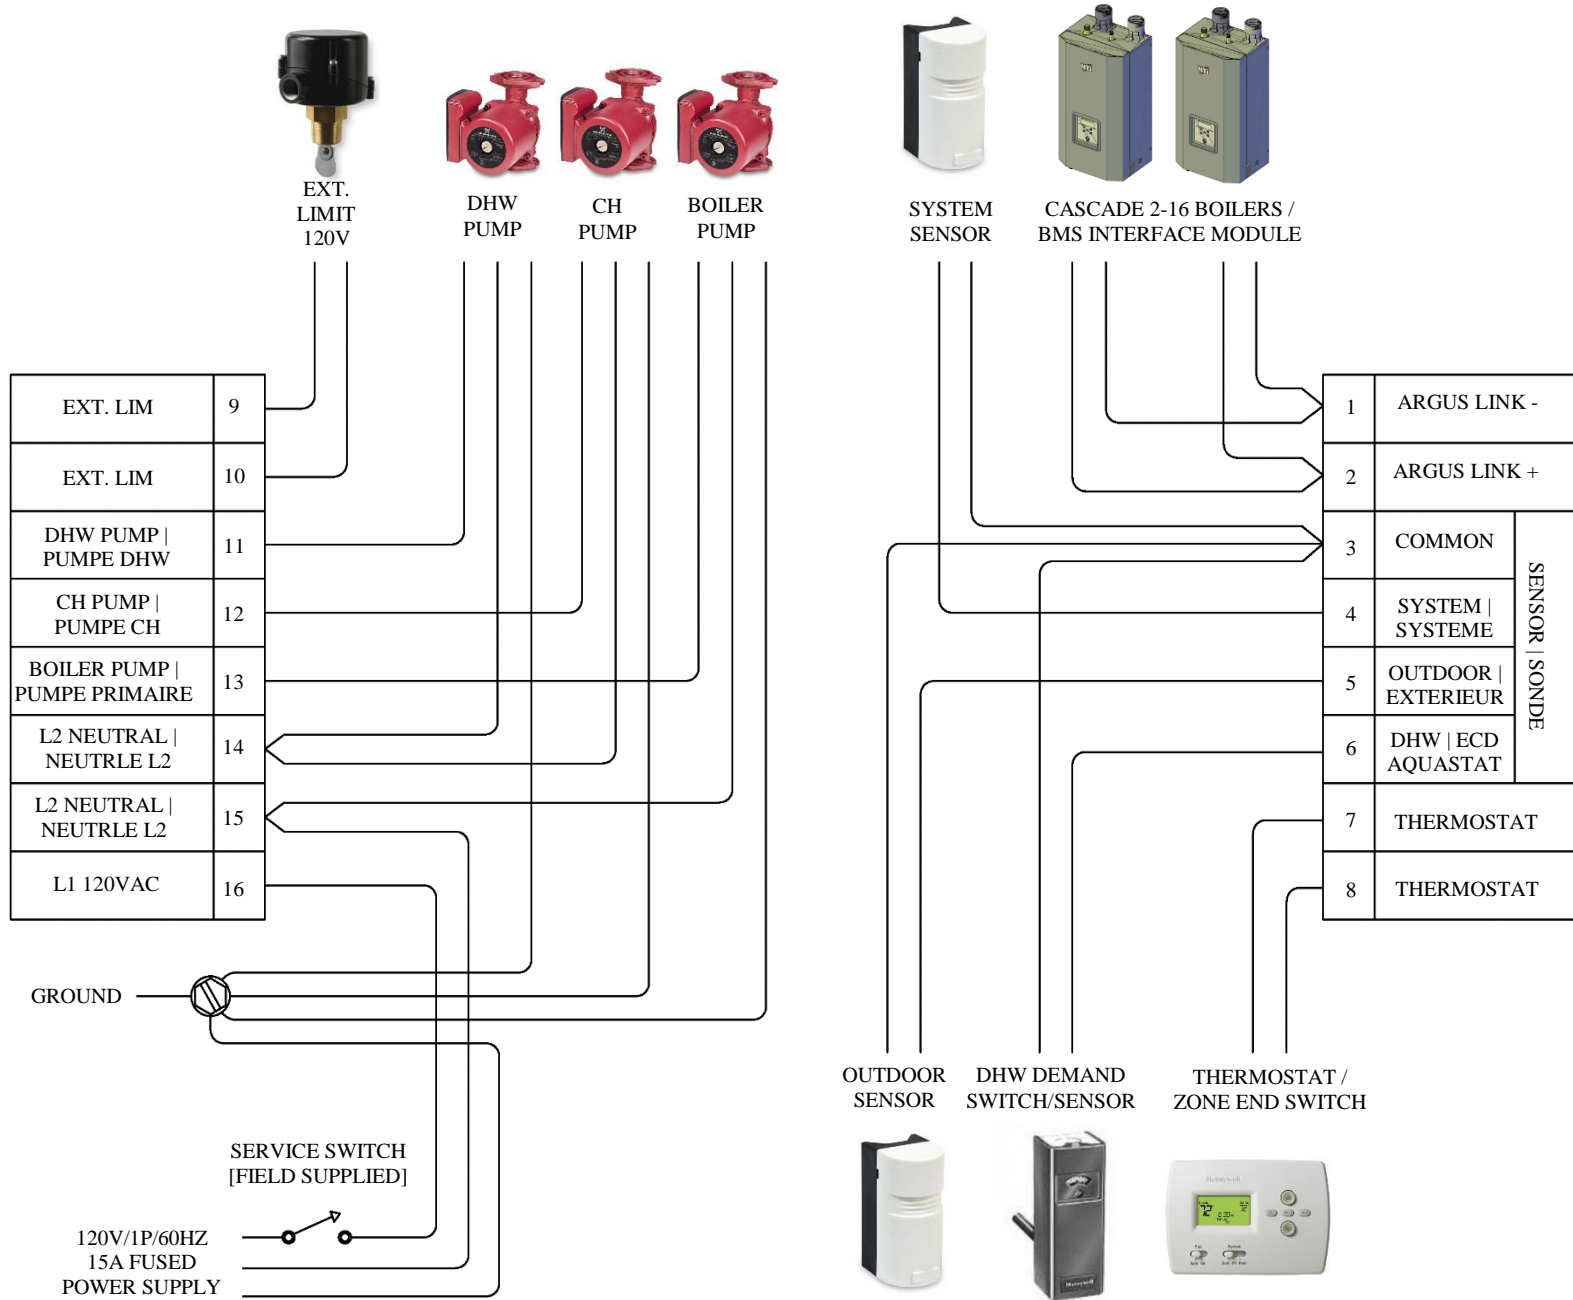 EXT.
LIMIT
120V
DHW
PUMP
CH
PUMP
BOILER
PUMP
SYSTEM
SENSOR
CASCADE 2-16 BOILERS /
BMS INTERFACE MODULE
EXT. LIM 9
EXT. LIM 10
DHW PUMP |
PUMPE DHW
11
CH PUMP |
PUMPE CH
12
BOILER PUMP |
PUMPE PRIMAIRE
13
L2 NEUTRAL |
NEUTRLE L2
14
L2 NEUTRAL |
NEUTRLE L2
15
L1 120VAC 16
GROUND
SERVICE SWITCH
[FIELD SUPPLIED]
120V/1P/60HZ
15A FUSED
POWER SUPPLY
1 ARGUS LINK -
2 ARGUS LINK +
3 COMMON
4 SYSTEM |
SYSTEME
5 OUTDOOR |
EXTERIEUR
6 DHW | ECD
AQUASTAT
SENSOR | SONDE
7 THERMOSTAT
8 THERMOSTAT
OUTDOOR
SENSOR
DHW DEMAND
SWITCH/SENSOR
THERMOSTAT /
ZONE END SWITCH
Honeywell
72
Honeywell